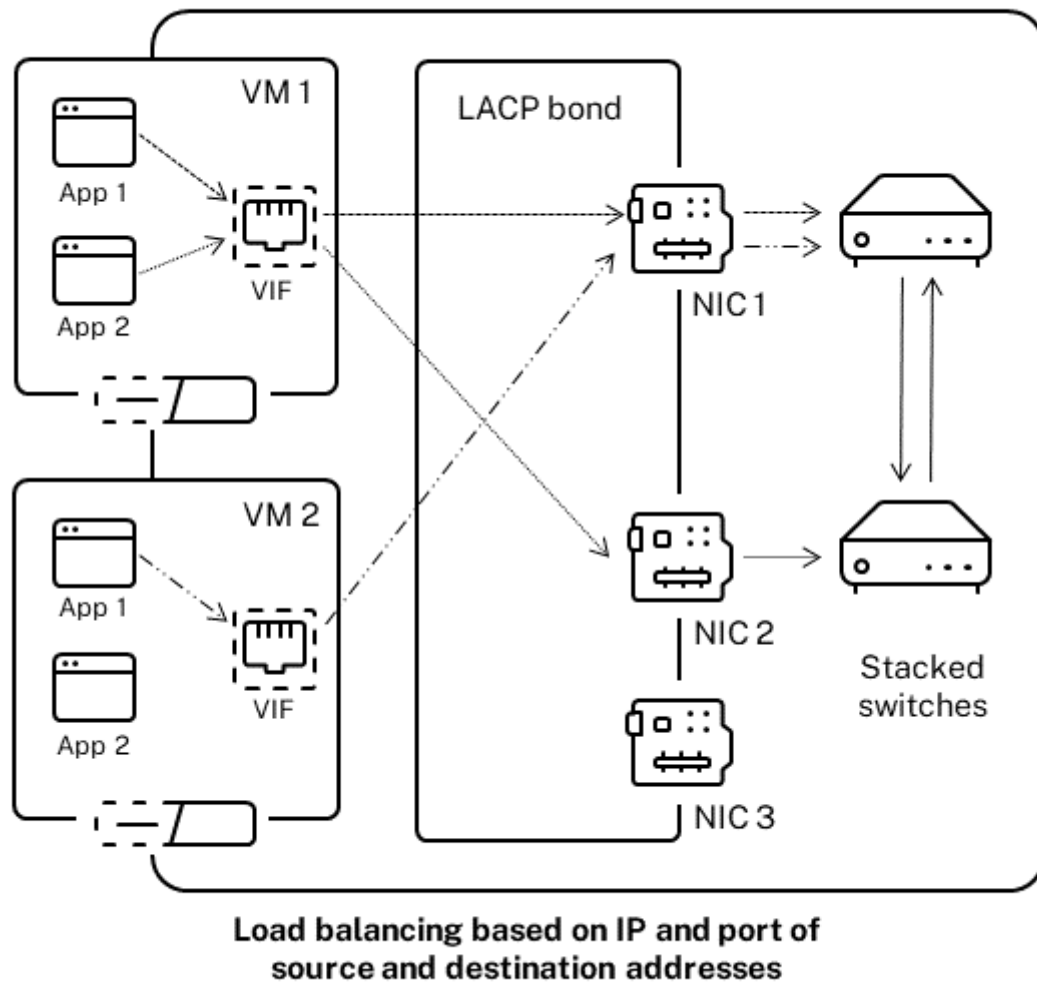 VM 1
App 1
App 2
VIF
VM 2
App 1
App 2
VIF
LACP bond
NIC 1
NIC 2
NIC 3
Stacked
switches
Load balancing based on IP and port of
source and destination addresses